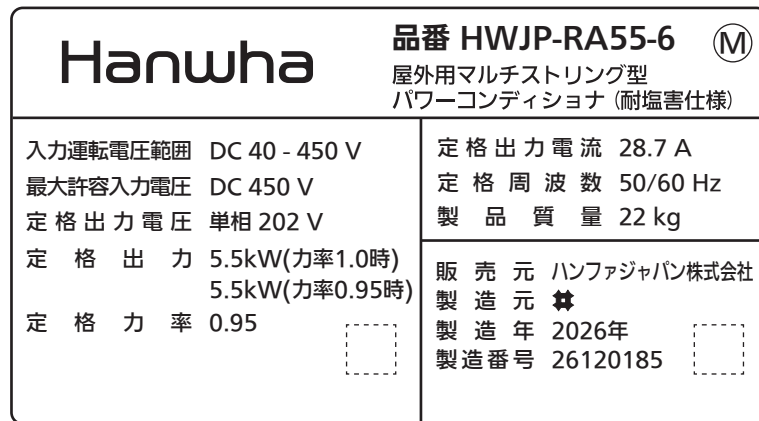 Hanwha
品番 HWJP-RA55-6 Ⓜ
屋外用マルチストリング型
パワーコンディショナ (耐塩害仕様)
入力運転電圧範囲 DC 40 - 450 V
最大許容入力電圧 DC 450 V
定格出力電圧 単相 202 V
定格出力 5.5kW(力率1.0時)
5.5kW(力率0.95時)
定格力率 0.95
定格出力電流 28.7 A
定格周波数 50/60 Hz
製品質量 22 kg
販売元 ハンファジャパン株式会社
製造元
製造年 2026年
製造番号 26120185